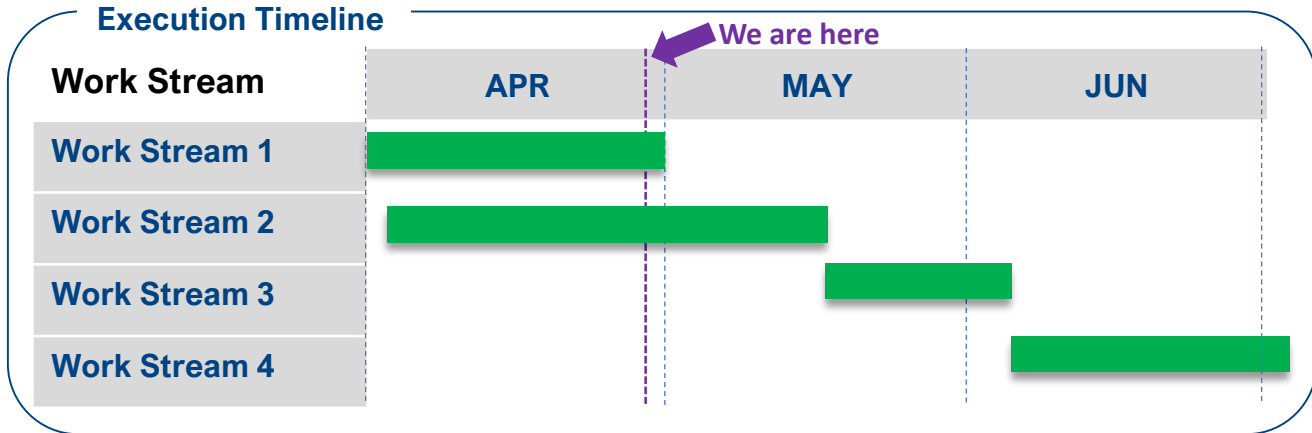 Execution Timeline
We are here
Work Stream APR MAY JUN
Work Stream 1
Work Stream 2
Work Stream 3
Work Stream 4